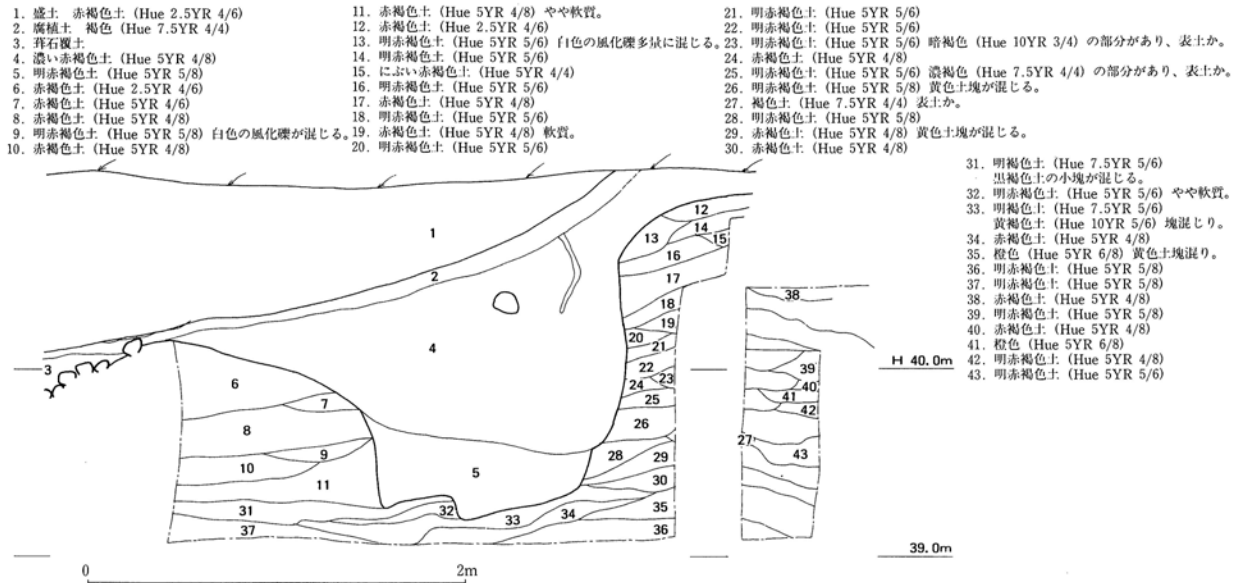 1. 盛土　赤褐色土 (Hue 2.5YR 4/6)
2. 腐植土　褐色 (Hue 7.5YR 4/4)
3. 葺石覆土
4. 濃い赤褐色土 (Hue 5YR 4/8)
5. 明赤褐色土 (Hue 5YR 5/8)
6. 赤褐色土 (Hue 2.5YR 4/6)
7. 赤褐色土 (Hue 5YR 4/6)
8. 赤褐色土 (Hue 5YR 4/8)
9. 明赤褐色土 (Hue 5YR 5/8) 白色の風化礫が混じる。
10. 赤褐色土 (Hue 5YR 4/8)
11. 赤褐色土 (Hue 5YR 4/8) やや軟質。
12. 赤褐色土 (Hue 2.5YR 4/6)
13. 明赤褐色土 (Hue 5YR 5/6) 白色の風化礫多量に混じる。
14. 明赤褐色土 (Hue 5YR 5/6)
15. にぶい赤褐色土 (Hue 5YR 4/4)
16. 明赤褐色土 (Hue 5YR 5/6)
17. 赤褐色土 (Hue 5YR 4/8)
18. 明赤褐色土 (Hue 5YR 5/6)
19. 赤褐色土 (Hue 5YR 4/8) 軟質。
20. 明赤褐色土 (Hue 5YR 5/6)
21. 明赤褐色土 (Hue 5YR 5/6)
22. 明赤褐色土 (Hue 5YR 5/6)
23. 明赤褐色土 (Hue 5YR 5/6) 暗褐色 (Hue 10YR 3/4) の部分があり、表土か。
24. 赤褐色土 (Hue 5YR 4/8)
25. 明赤褐色土 (Hue 5YR 5/6) 濃褐色 (Hue 7.5YR 4/4) の部分があり、表土か。
26. 明赤褐色土 (Hue 5YR 5/8) 黄色土塊が混じる。
27. 褐色土 (Hue 7.5YR 4/4) 表土か。
28. 明赤褐色土 (Hue 5YR 5/8)
29. 赤褐色土 (Hue 5YR 4/8) 黄色土塊が混じる。
30. 赤褐色土 (Hue 5YR 4/8)
31. 明褐色土 (Hue 7.5YR 5/6)
黒褐色土の小塊が混じる。
32. 明赤褐色土 (Hue 5YR 5/6) やや軟質。
33. 明褐色土 (Hue 7.5YR 5/6)
黄褐色土 (Hue 10YR 5/6) 塊混じり。
34. 赤褐色土 (Hue 5YR 4/8)
35. 橙色 (Hue 5YR 6/8) 黄色土塊混り。
36. 明赤褐色土 (Hue 5YR 5/8)
37. 明赤褐色土 (Hue 5YR 5/8)
38. 赤褐色土 (Hue 5YR 4/8)
39. 明赤褐色土 (Hue 5YR 5/8)
40. 赤褐色土 (Hue 5YR 4/8)
41. 橙色 (Hue 5YR 6/8)
42. 明赤褐色土 (Hue 5YR 4/8)
43. 明赤褐色土 (Hue 5YR 5/6)
1
2
3
4
5
6
7
8
9
10
11
31
37
32
33
34
12
13
14
15
16
17
18
19
20
21
22
23
24
25
26
28
29
30
35
36
38
39
40
41
42
27
43
H 40.0m
39.0m
0
2m